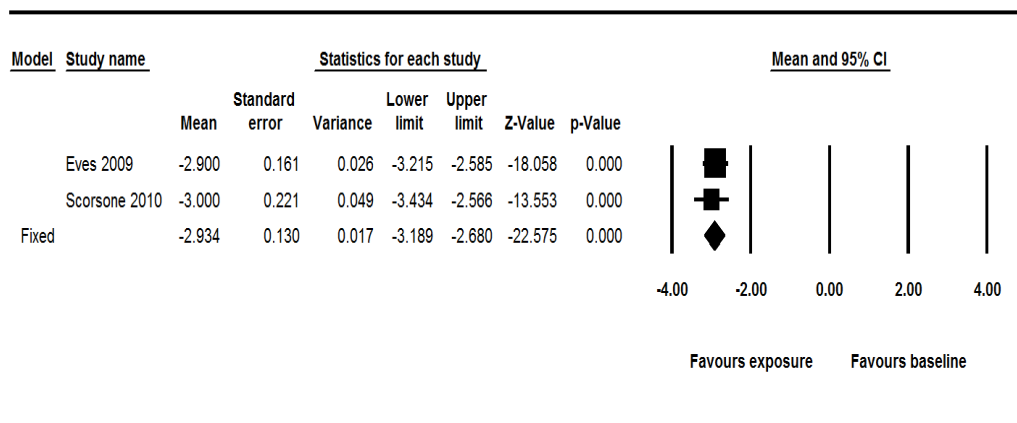 Model Study name Statistics for each study Mean and 95% CI
Standard Lower Upper
Mean error Variance limit limit Z-Value p-Value
Eves 2009 -2.900 0.161 0.026 -3.215 -2.585 -18.058 0.000
Scorsone 2010 -3.000 0.221 0.049 -3.434 -2.566 -13.553 0.000
Fixed -2.934 0.130 0.017 -3.189 -2.680 -22.575 0.000
-4.00 -2.00 0.00 2.00 4.00
Favours exposure Favours baseline